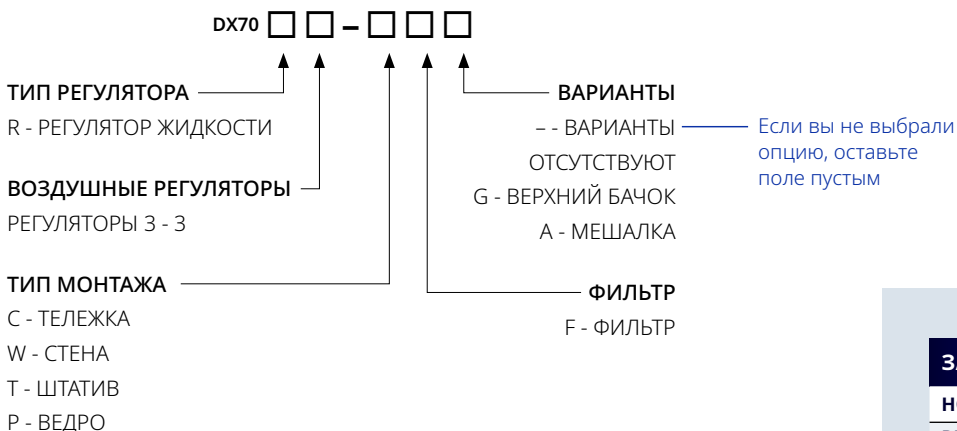 DX70 □ □ – □ □ □
ТИП РЕГУЛЯТОРА
R - РЕГУЛЯТОР ЖИДКОСТИ
ВОЗДУШНЫЕ РЕГУЛЯТОРЫ
РЕГУЛЯТОРЫ 3 - 3
ТИП МОНТАЖА
C - ТЕЛЕЖКА
W - СТЕНА
T - ШТАТИВ
P - ВЕДРО
ВАРИАНТЫ
– - ВАРИАНТЫ
ОТСУТСТВУЮТ
G - ВЕРХНИЙ БАЧОК
A - МЕШАЛКА
Если вы не выбрали
опцию, оставьте
поле пустым
ФИЛЬТР
F - ФИЛЬТР